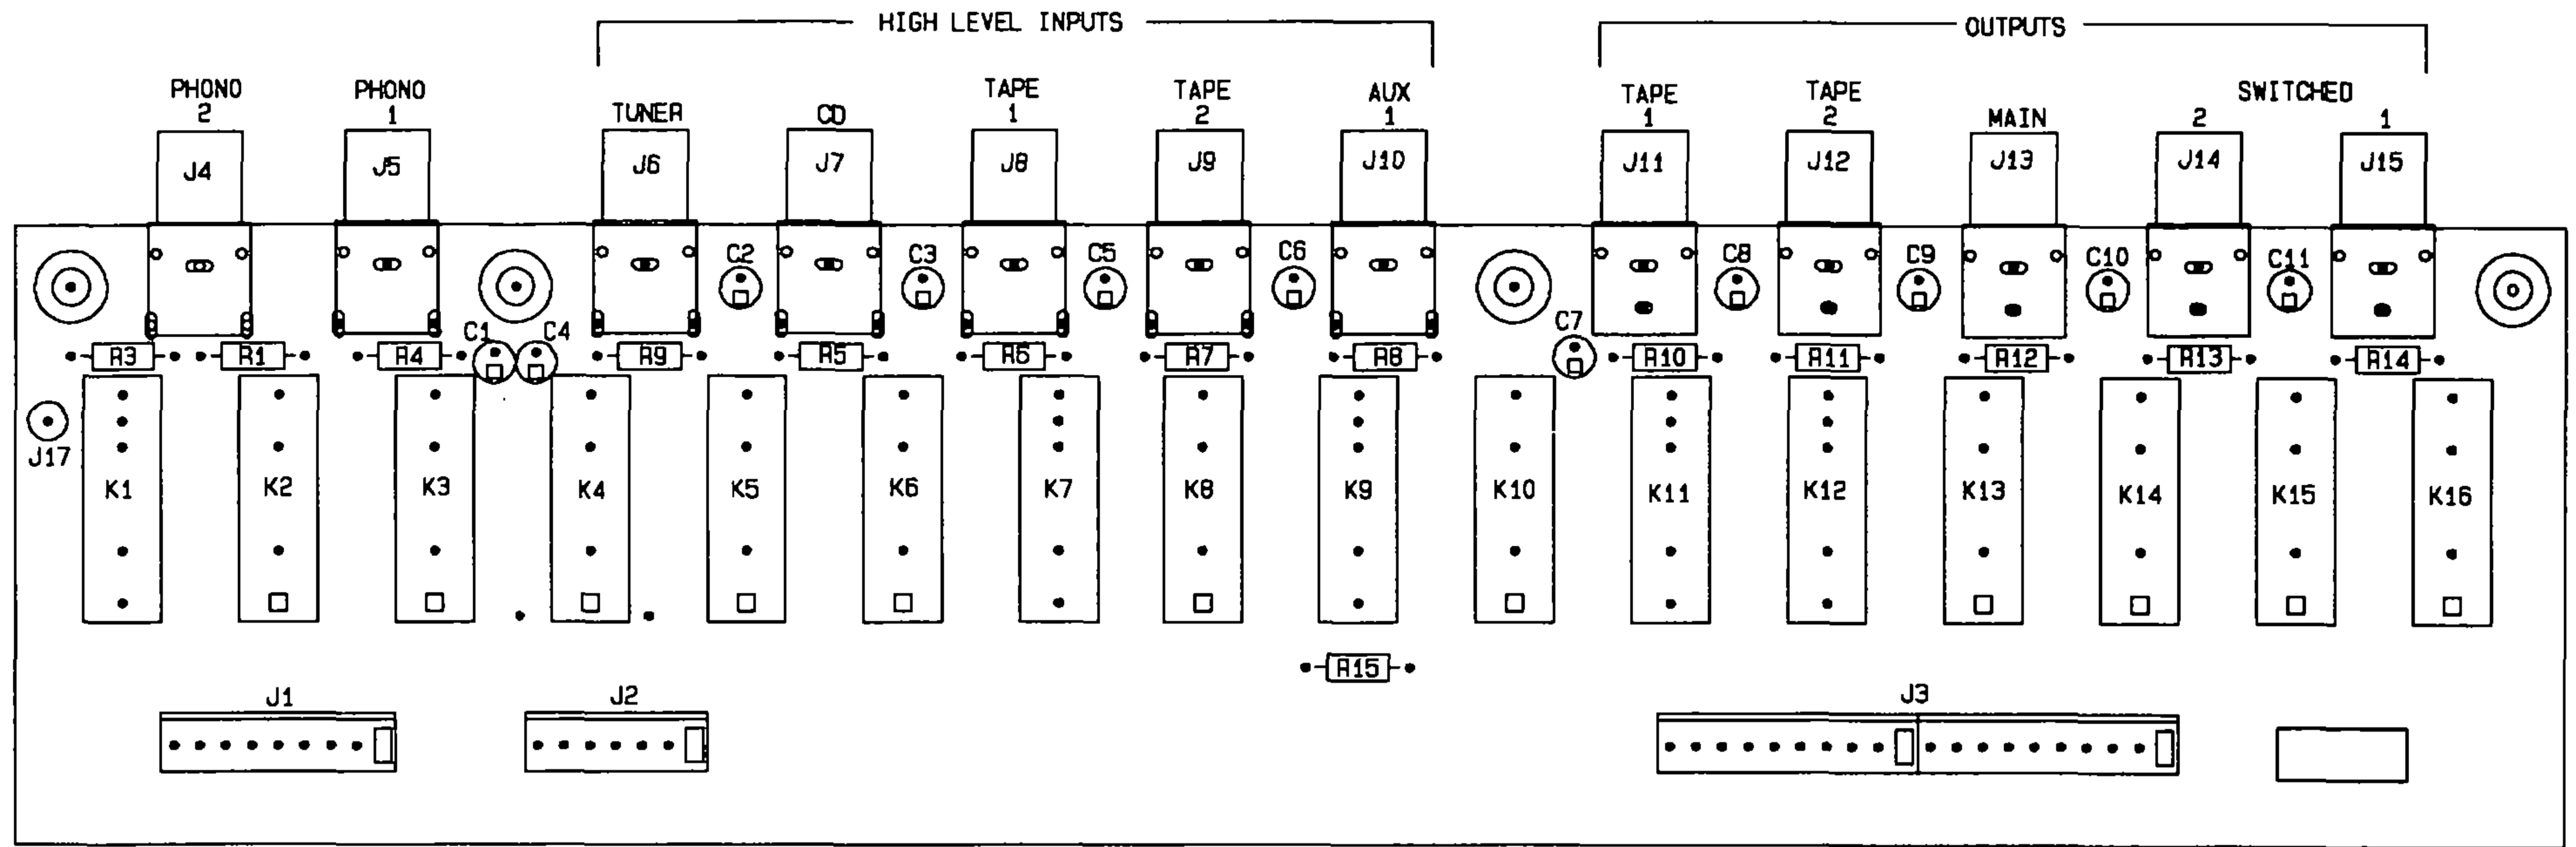 HIGH LEVEL INPUTS OUTPUTS
PHONO PHONO TAPE TAPE AUX TAPE TAPE SWITCHED
2 1 TUNER CD 1 2 1 1 2 MAIN 2 1
J4 J5 J6 J7 J8 J9 J10 J11 J12 J13 J14 J15
C2 C3 C5 C6 C8 C9 C10 C11
C1 C4 C7
R3 R1 R4 R9 R5 R6 R7 R8 R10 R11 R12 R13 R14
J17
K1 K2 K3 K4 K5 K6 K7 K8 K9 K10 K11 K12 K13 K14 K15 K16
R15
J1 J2 J3